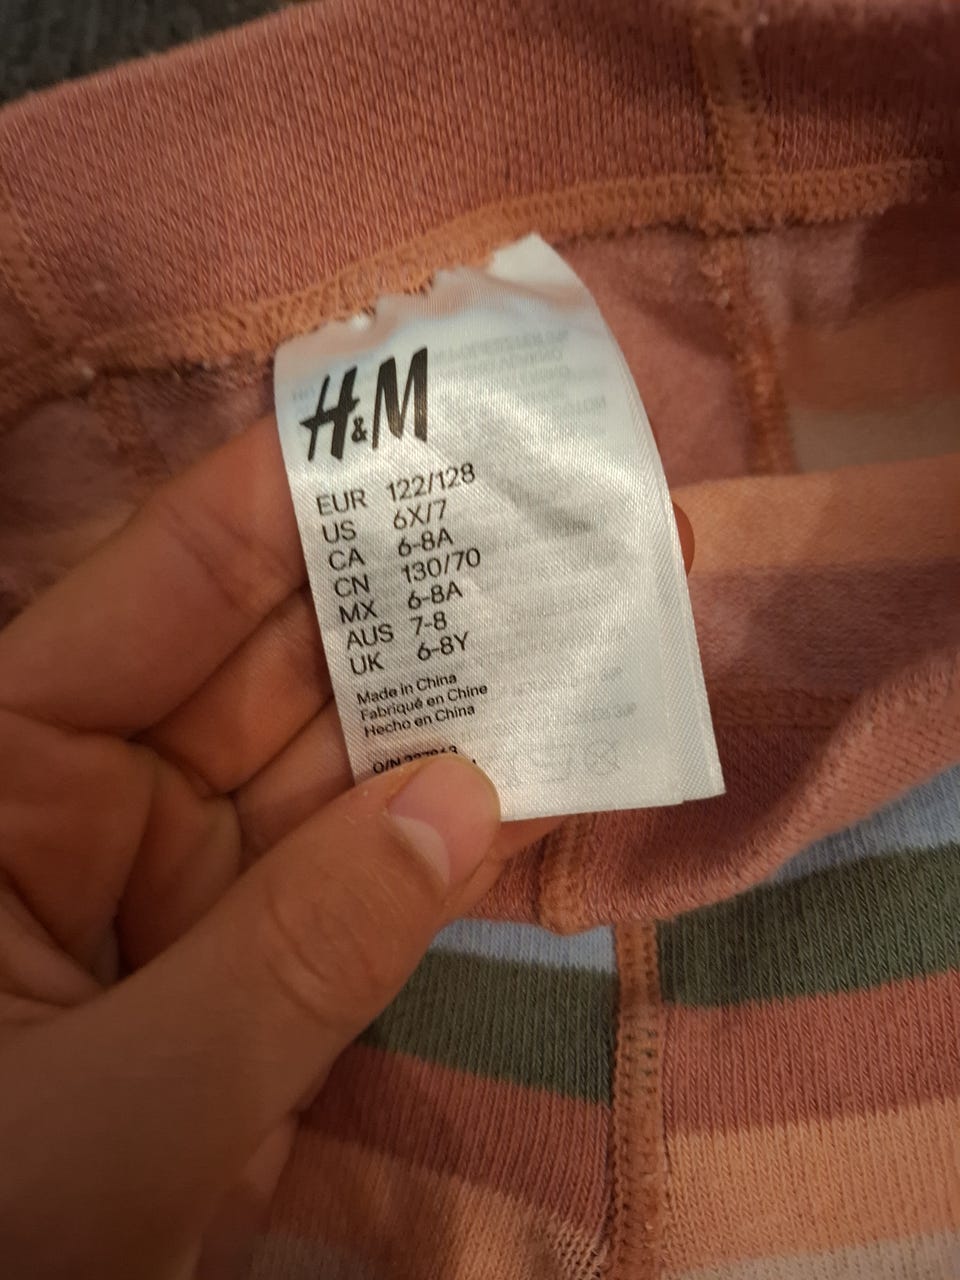 H&M
EUR 122/128
US 6X/7
CA 6-8A
CN 130/70
MX 6-8A
AUS 7-8
UK 6-8Y
Made in China
Fabriqué en Chine
Hecho en China
O/N